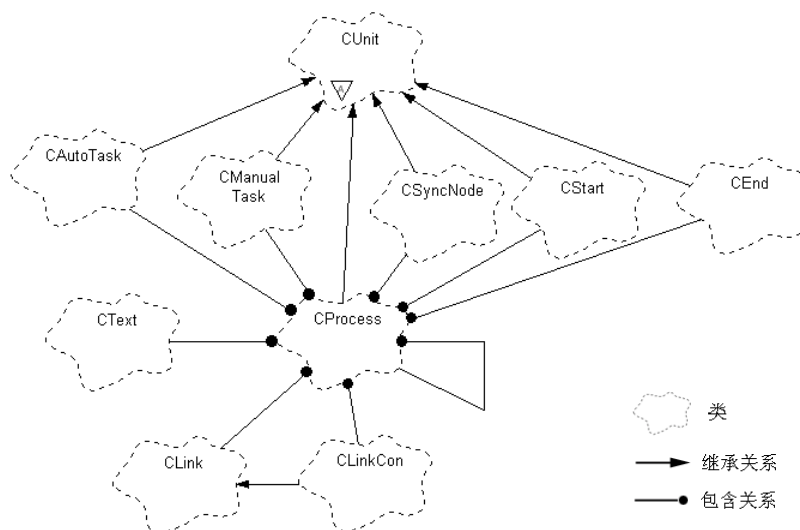 CUnit
A
CAutoTask
CManual
Task
CSyncNode
CStart
CEnd
CText
CProcess
CLink
CLinkCon
类
继承关系
包含关系